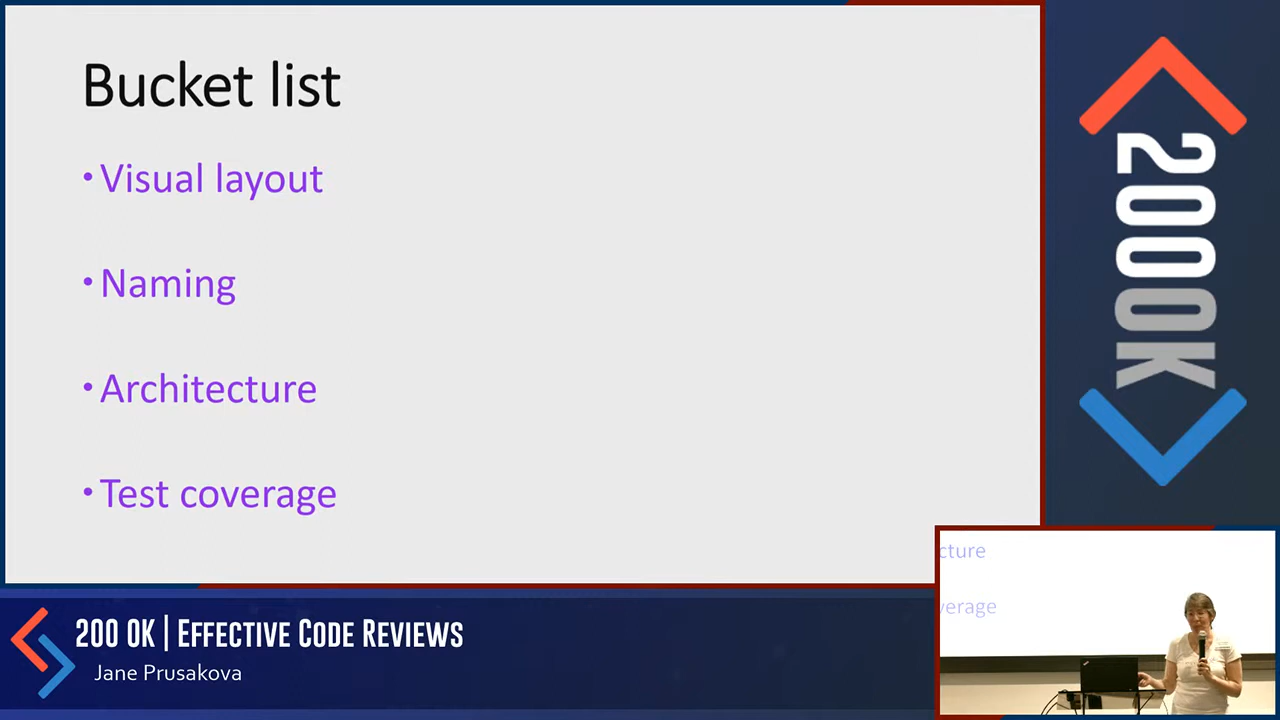 Bucket list
• Visual layout
• Naming
• Architecture
• Test coverage
200OK
cture
verage
200 OK | Effective Code Reviews
Jane Prusakova